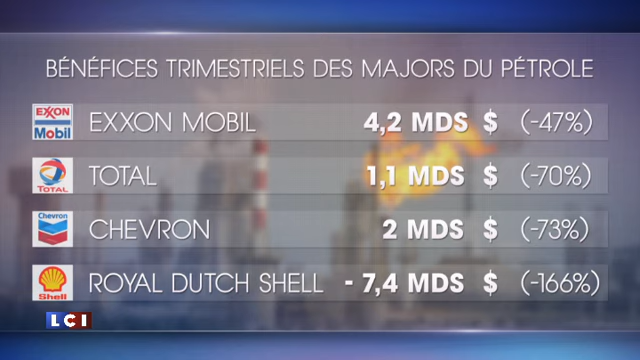 BÉNÉFICES TRIMESTRIELS DES MAJORS DU PÉTROLE
EXXON Mobil EXXON MOBIL 4,2 MDS $ (-47%)
TOTAL TOTAL 1,1 MDS $ (-70%)
Chevron CHEVRON 2 MDS $ (-73%)
Shell ROYAL DUTCH SHELL - 7,4 MDS $ (-166%)
LCI